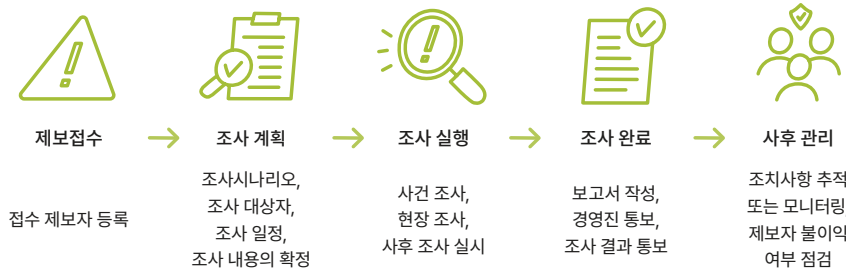 제보접수
조사 계획
조사 실행
조사 완료
사후 관리
접수 제보자 등록
조사시나리오,
조사 대상자,
조사 일정,
조사 내용의 확정
사건 조사,
현장 조사,
사후 조사 실시
보고서 작성,
경영진 통보,
조사 결과 통보
조치사항 추적
또는 모니터링
제보자 불이익
여부 점검